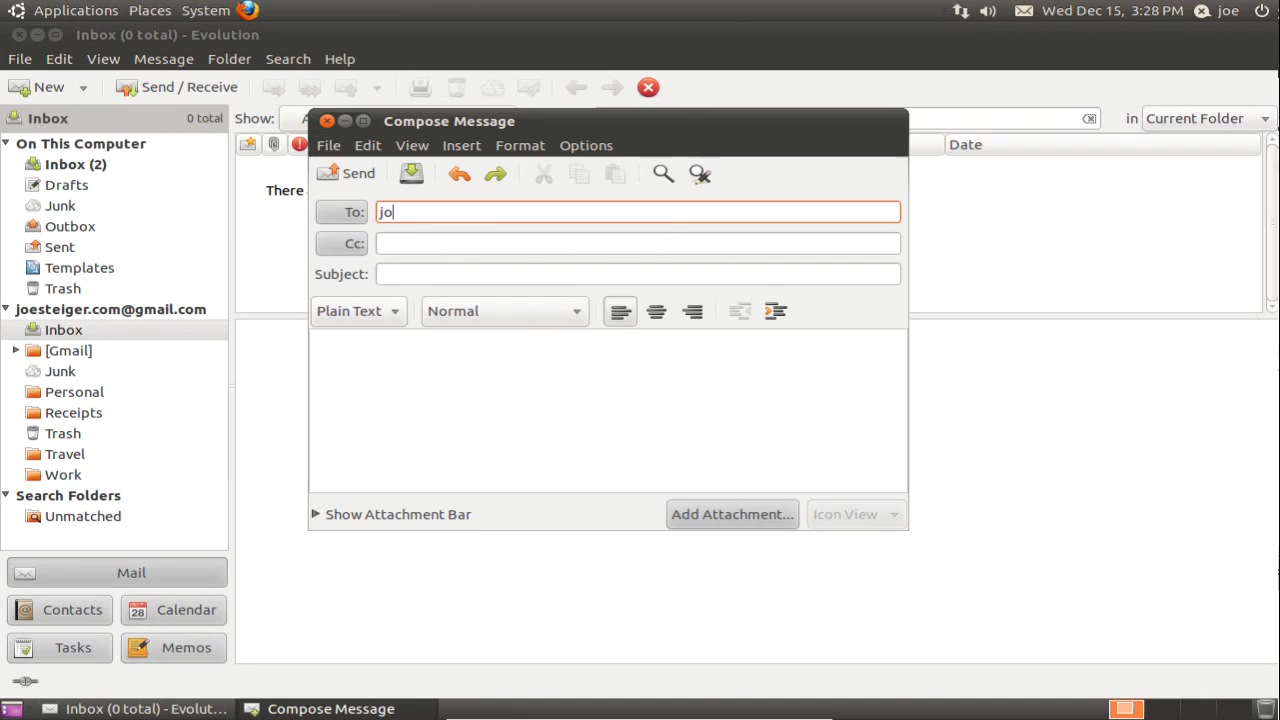 Applications Places System Wed Dec 15, 3:28 PM joe
Inbox (0 total) - Evolution
File Edit View Message Folder Search Help
New Send / Receive
Inbox 0 total Show: in Current Folder
Date
There
On This Computer
Inbox (2)
Drafts
Junk
Outbox
Sent
Templates
Trash
joesteiger.com@gmail.com
Inbox
[Gmail]
Junk
Personal
Receipts
Trash
Travel
Work
Search Folders
Unmatched
Mail
Contacts 28 Calendar
Tasks Memos
Compose Message
File Edit View Insert Format Options
Send
To: jo
Cc:
Subject:
Plain Text Normal
Show Attachment Bar Add Attachment... Icon View
Inbox (0 total) - Evolut... Compose Message